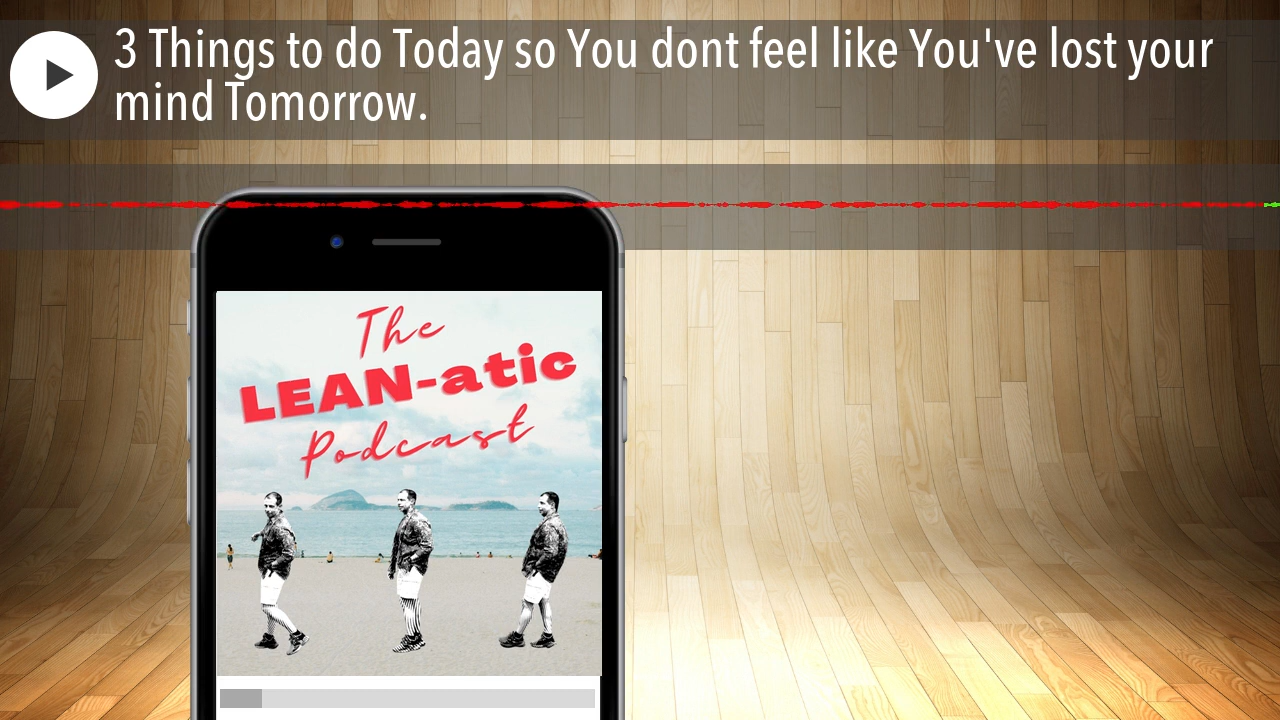 3 Things to do Today so You dont feel like You've lost your
mind Tomorrow.
The
LEAN-atic
Podcast